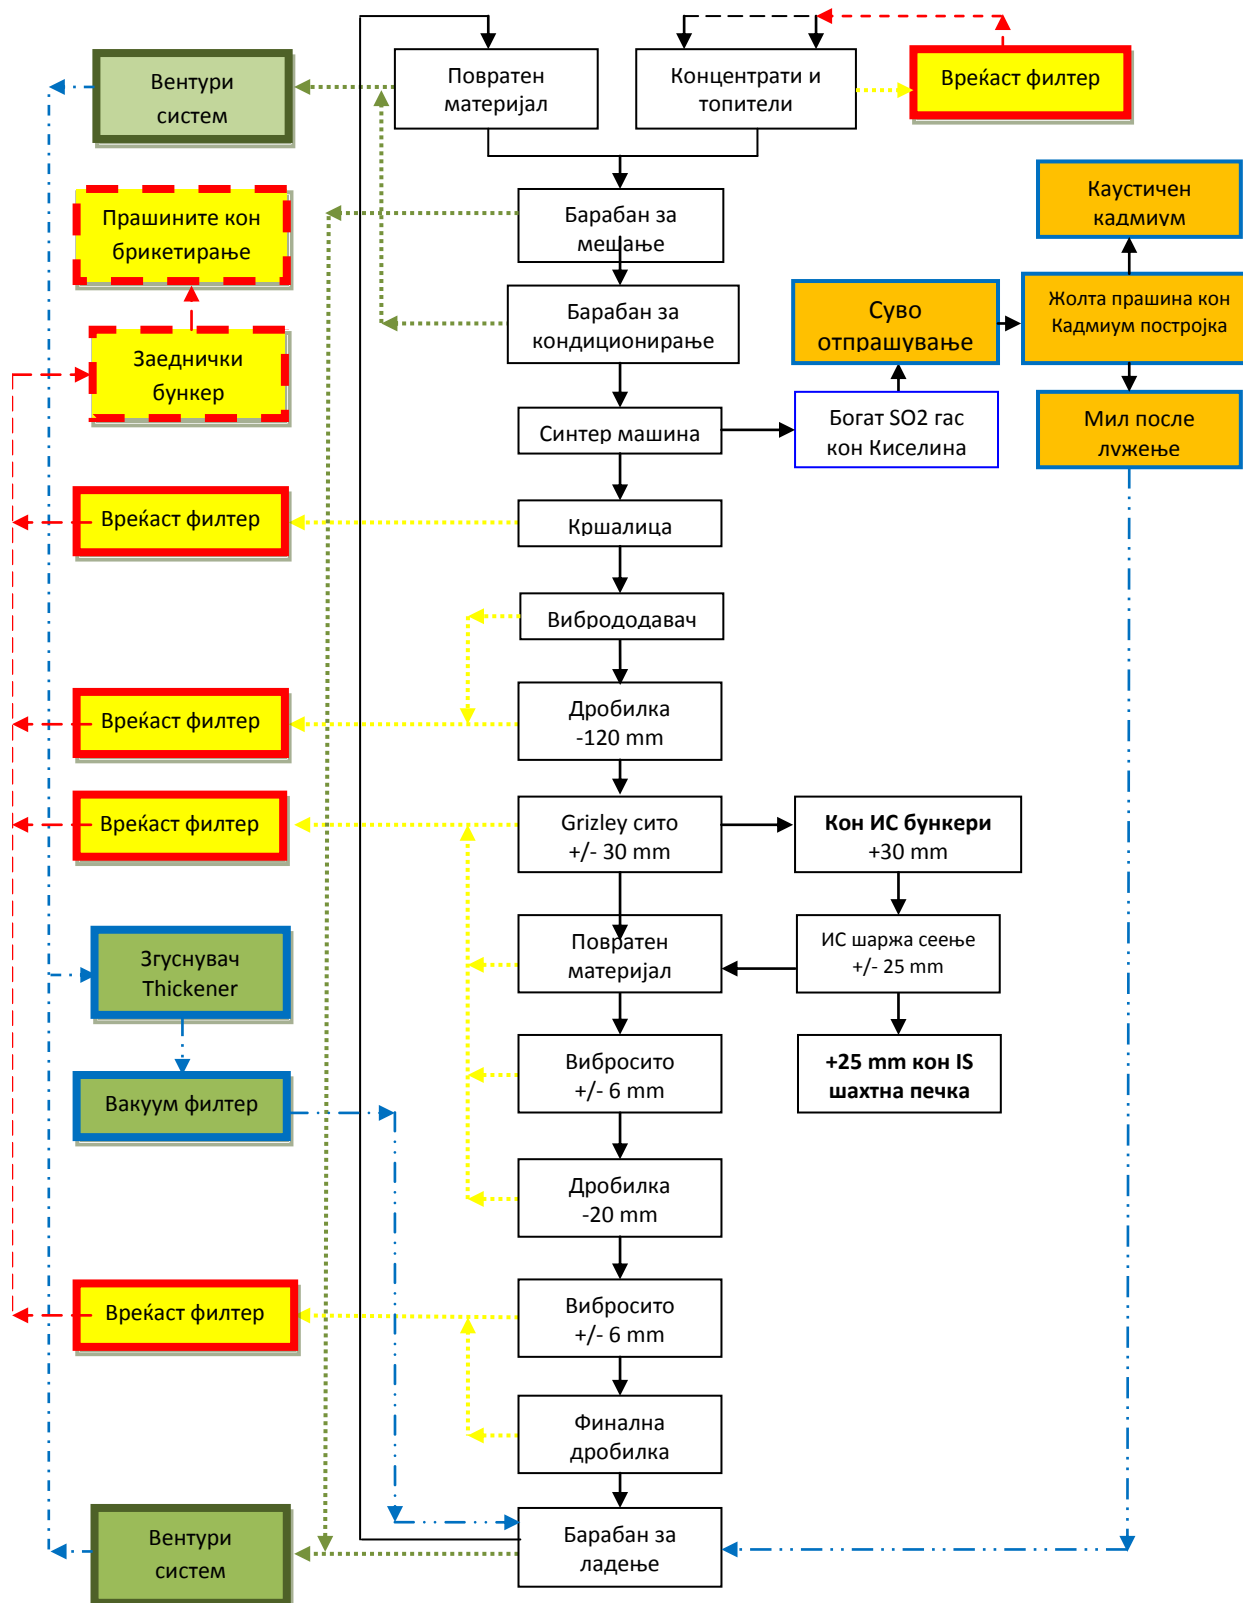 Вентури
систем
Повратен
материјал
Концентрати и
топители
Вреќаст филтер
Прашините кон
брикетирање
Барабан за
мешање
Каустичен
кадмиум
Заеднички
бункер
Барабан за
кондиционирање
Суво
отпрашување
Жолта прашина кон
Кадмиум постројка
Синтер машина
Богат SO2 гас
кон Киселина
Мил после
лужење
Вреќаст филтер
Кршалица
Вибрododавач
Вреќаст филтер
Дробилка
-120 mm
Вреќаст филтер
Grizley сито
+/- 30 mm
Кон ИС бункери
+30 mm
Згуснувач
Thickener
Повратен
материјал
ИС шаржа сеење
+/- 25 mm
Вакуум филтер
Вибросито
+/- 6 mm
+25 mm кон IS
шахтна печка
Дробилка
-20 mm
Вреќаст филтер
Вибросито
+/- 6 mm
Финална
дробилка
Вентури
систем
Барабан за
ладење